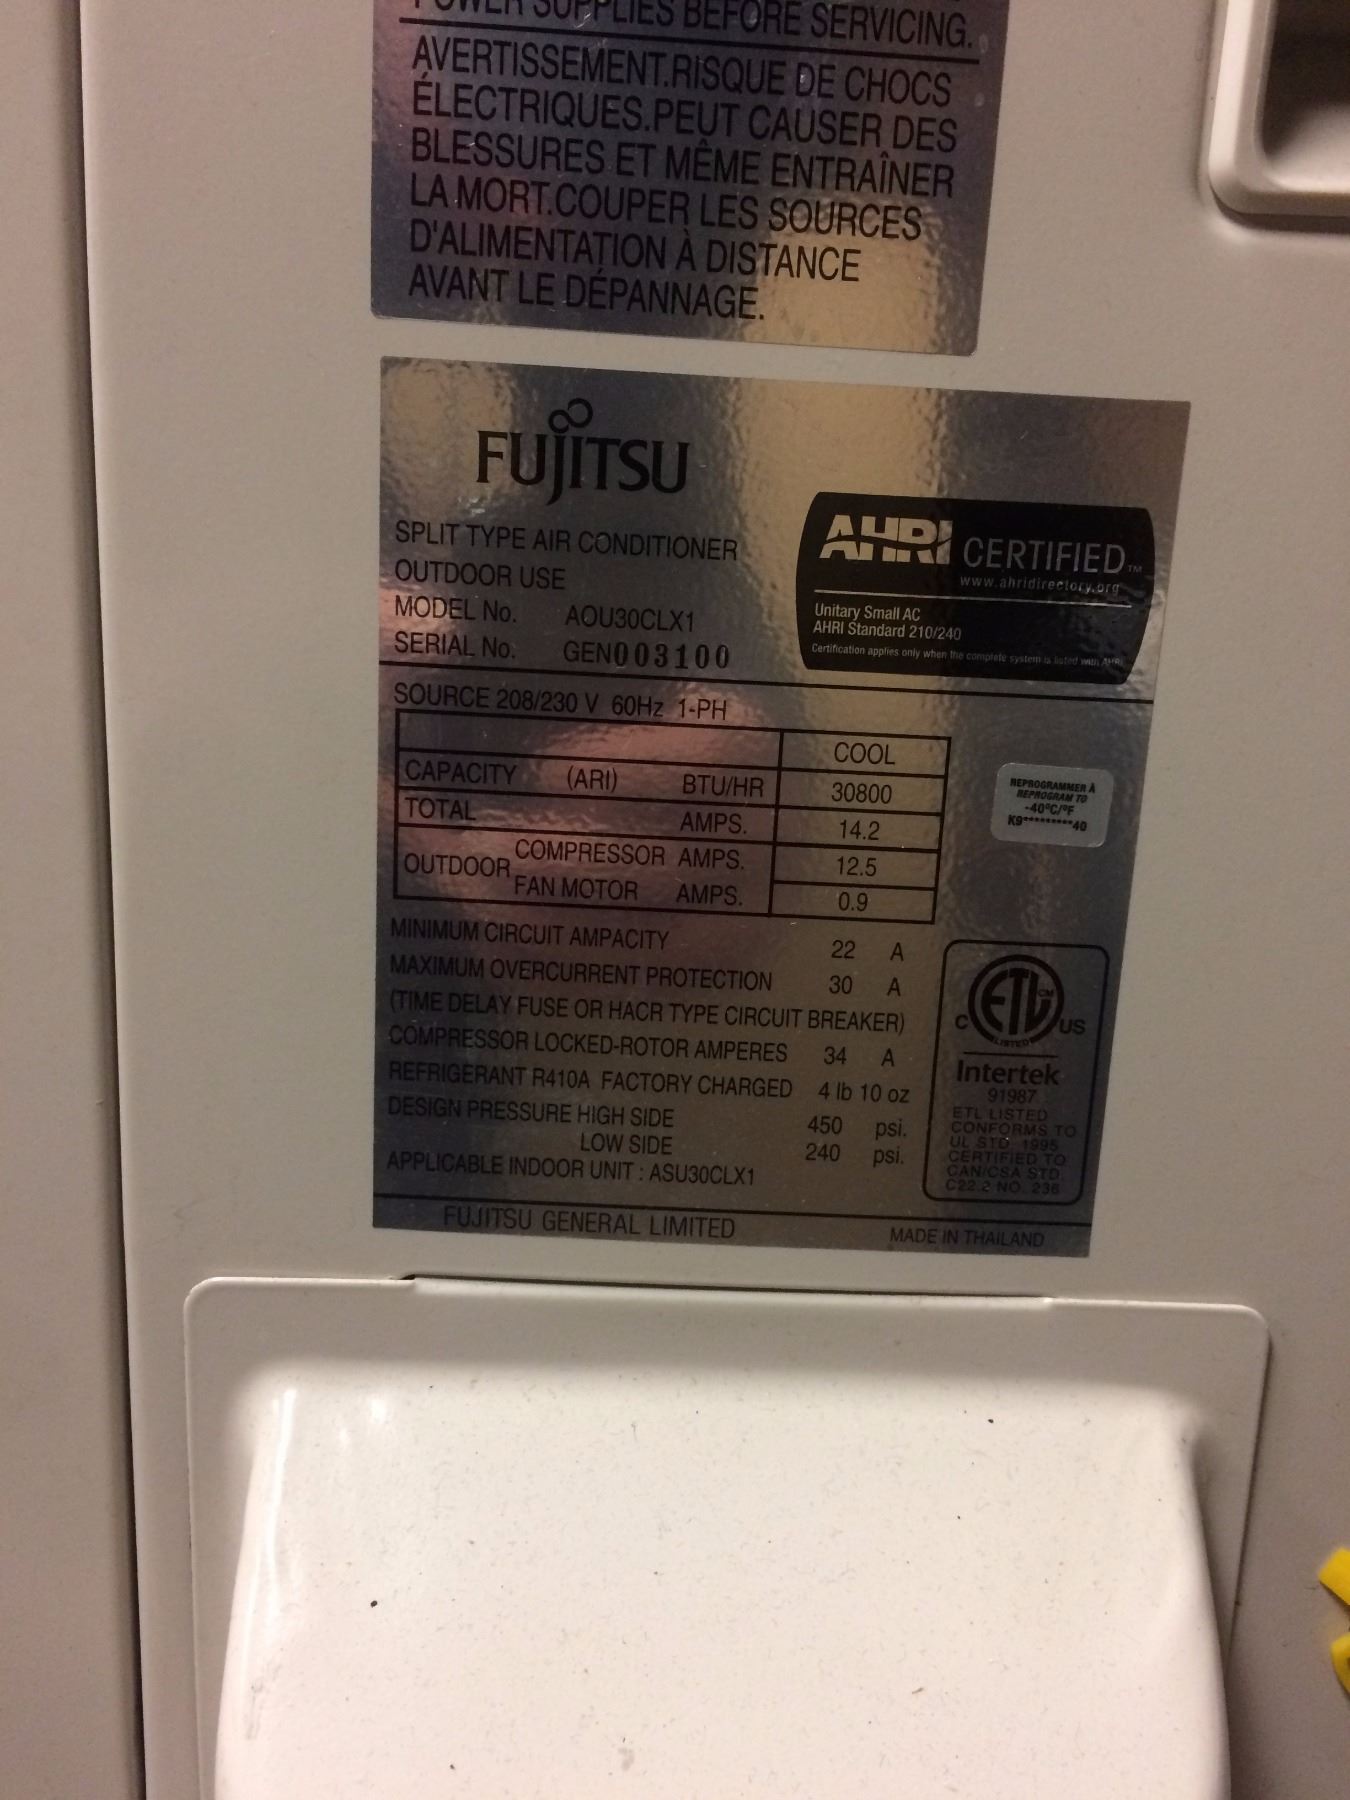 POWER SUPPLIES BEFORE SERVICING.
AVERTISSEMENT.RISQUE DE CHOCS
ÉLECTRIQUES.PEUT CAUSER DES
BLESSURES ET MÊME ENTRAÎNER
LA MORT.COUPER LES SOURCES
D'ALIMENTATION À DISTANCE
AVANT LE DÉPANNAGE.
FUJITSU
SPLIT TYPE AIR CONDITIONER
OUTDOOR USE
MODEL No. AOU30CLX1
SERIAL No. GEN003100
AHRI CERTIFIED TM
www.ahridirectory.org
Unitary Small AC
AHRI Standard 210/240
Certification applies only when the complete system is listed with AHRI
SOURCE 208/230 V 60Hz 1-PH
COOL
CAPACITY (ARI) BTU/HR 30800
TOTAL AMPS. 14.2
OUTDOOR COMPRESSOR AMPS. 12.5
FAN MOTOR AMPS. 0.9
REPROGRAMMER À
REPROGRAM TO
-40°C/°F
K9*********40
MINIMUM CIRCUIT AMPACITY 22 A
MAXIMUM OVERCURRENT PROTECTION 30 A
(TIME DELAY FUSE OR HACR TYPE CIRCUIT BREAKER)
COMPRESSOR LOCKED-ROTOR AMPERES 34 A
REFRIGERANT R410A FACTORY CHARGED 4 lb 10 oz
DESIGN PRESSURE HIGH SIDE 450 psi.
LOW SIDE 240 psi.
APPLICABLE INDOOR UNIT : ASU30CLX1
C ETL CM US
LISTED
Intertek
91987
ETL LISTED
CONFORMS TO
UL STD 1995
CERTIFIED TO
CAN/CSA STD
C22.2 NO. 236
FUJITSU GENERAL LIMITED
MADE IN THAILAND